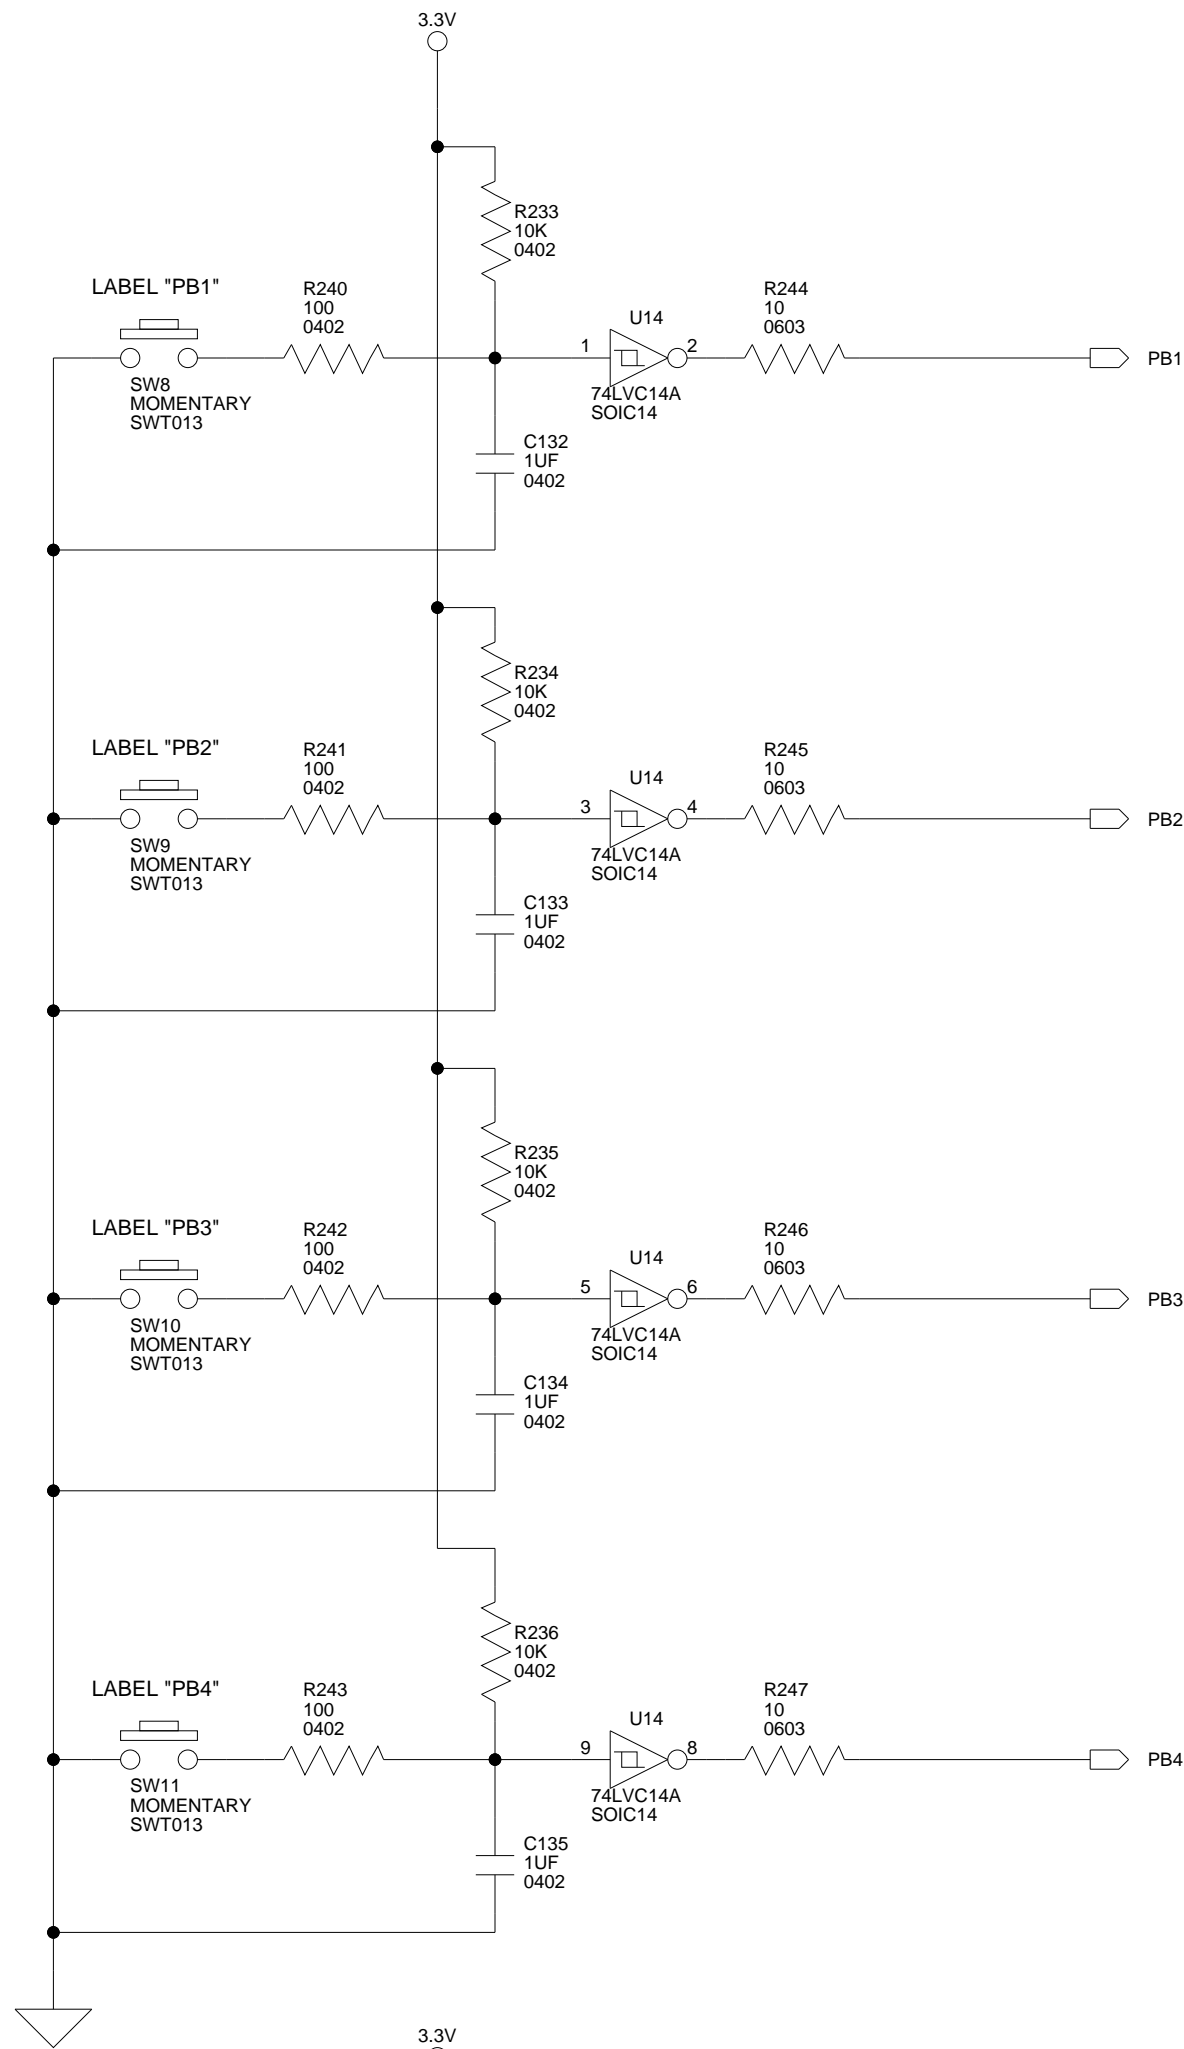 3.3V
R233
10K
0402
LABEL "PB1"
R240
100
0402
SW8
MOMENTARY
SWT013
1
U14
2
74LVC14A
SOIC14
R244
10
0603
PB1
C132
1UF
0402
R234
10K
0402
LABEL "PB2"
R241
100
0402
SW9
MOMENTARY
SWT013
3
U14
4
74LVC14A
SOIC14
R245
10
0603
PB2
C133
1UF
0402
R235
10K
0402
LABEL "PB3"
R242
100
0402
SW10
MOMENTARY
SWT013
5
U14
6
74LVC14A
SOIC14
R246
10
0603
PB3
C134
1UF
0402
R236
10K
0402
LABEL "PB4"
R243
100
0402
SW11
MOMENTARY
SWT013
9
U14
8
74LVC14A
SOIC14
R247
10
0603
PB4
C135
1UF
0402
3.3V